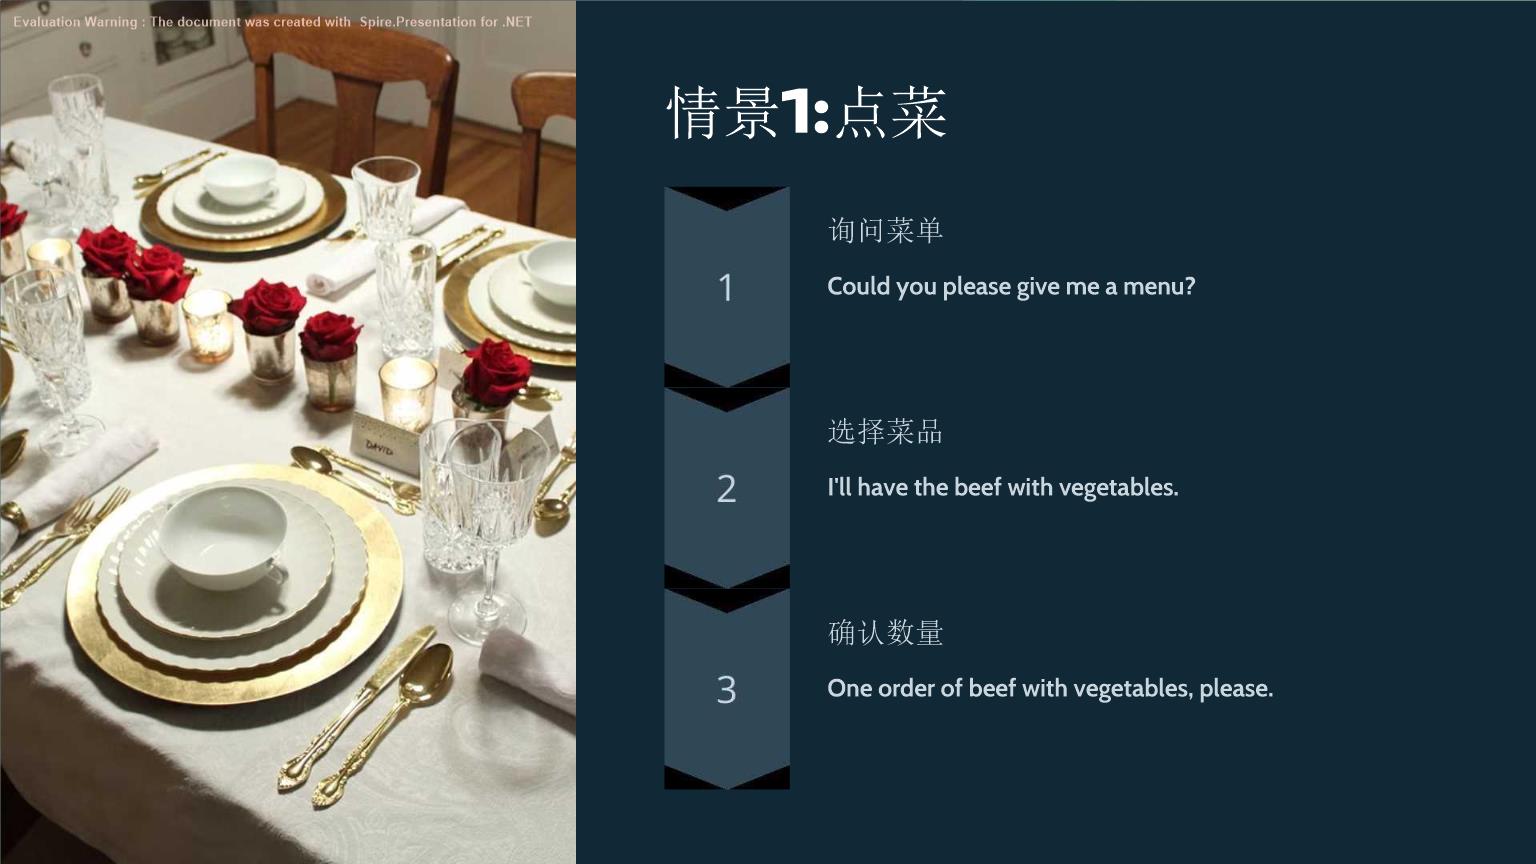 Evaluation Warning : The document was created with Spire.Presentation for .NET
情景1:点菜
1
询问菜单
Could you please give me a menu?
2
选择菜品
I'll have the beef with vegetables.
3
确认数量
One order of beef with vegetables, please.
DAVID